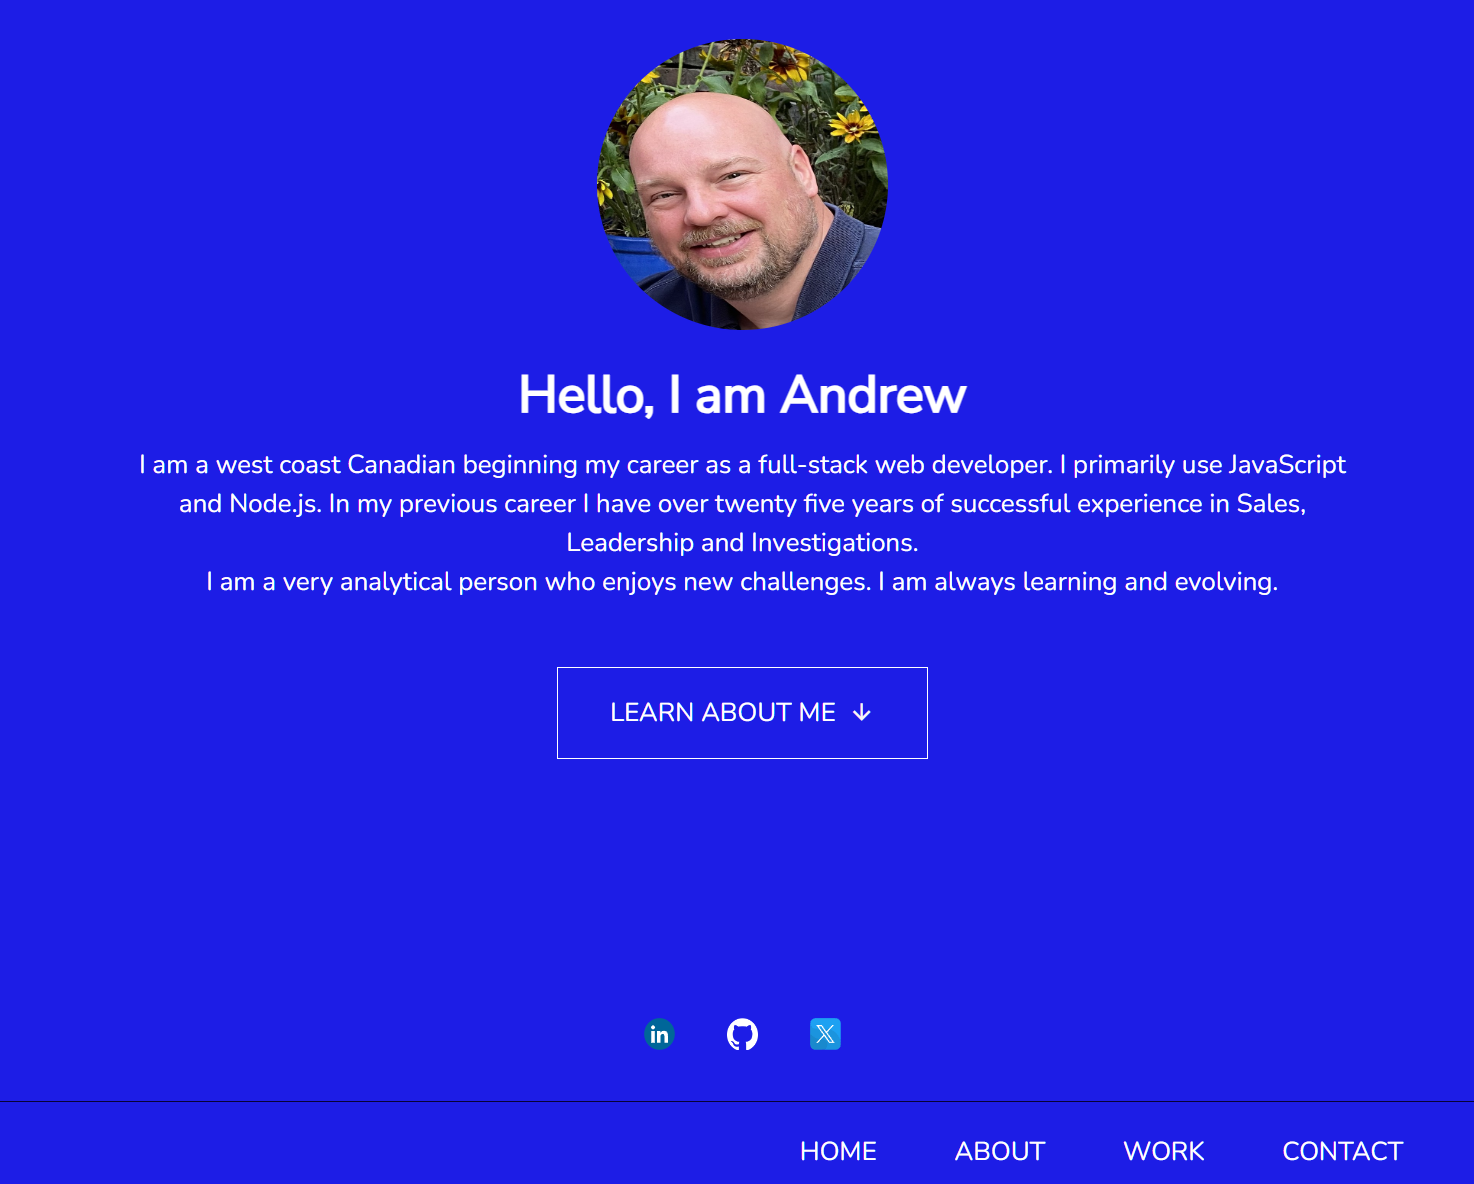 Hello, I am Andrew
I am a west coast Canadian beginning my career as a full-stack web developer. I primarily use JavaScript
and Node.js. In my previous career I have over twenty five years of successful experience in Sales,
Leadership and Investigations.
I am a very analytical person who enjoys new challenges. I am always learning and evolving.
LEARN ABOUT ME ↓
in
HOME ABOUT WORK CONTACT